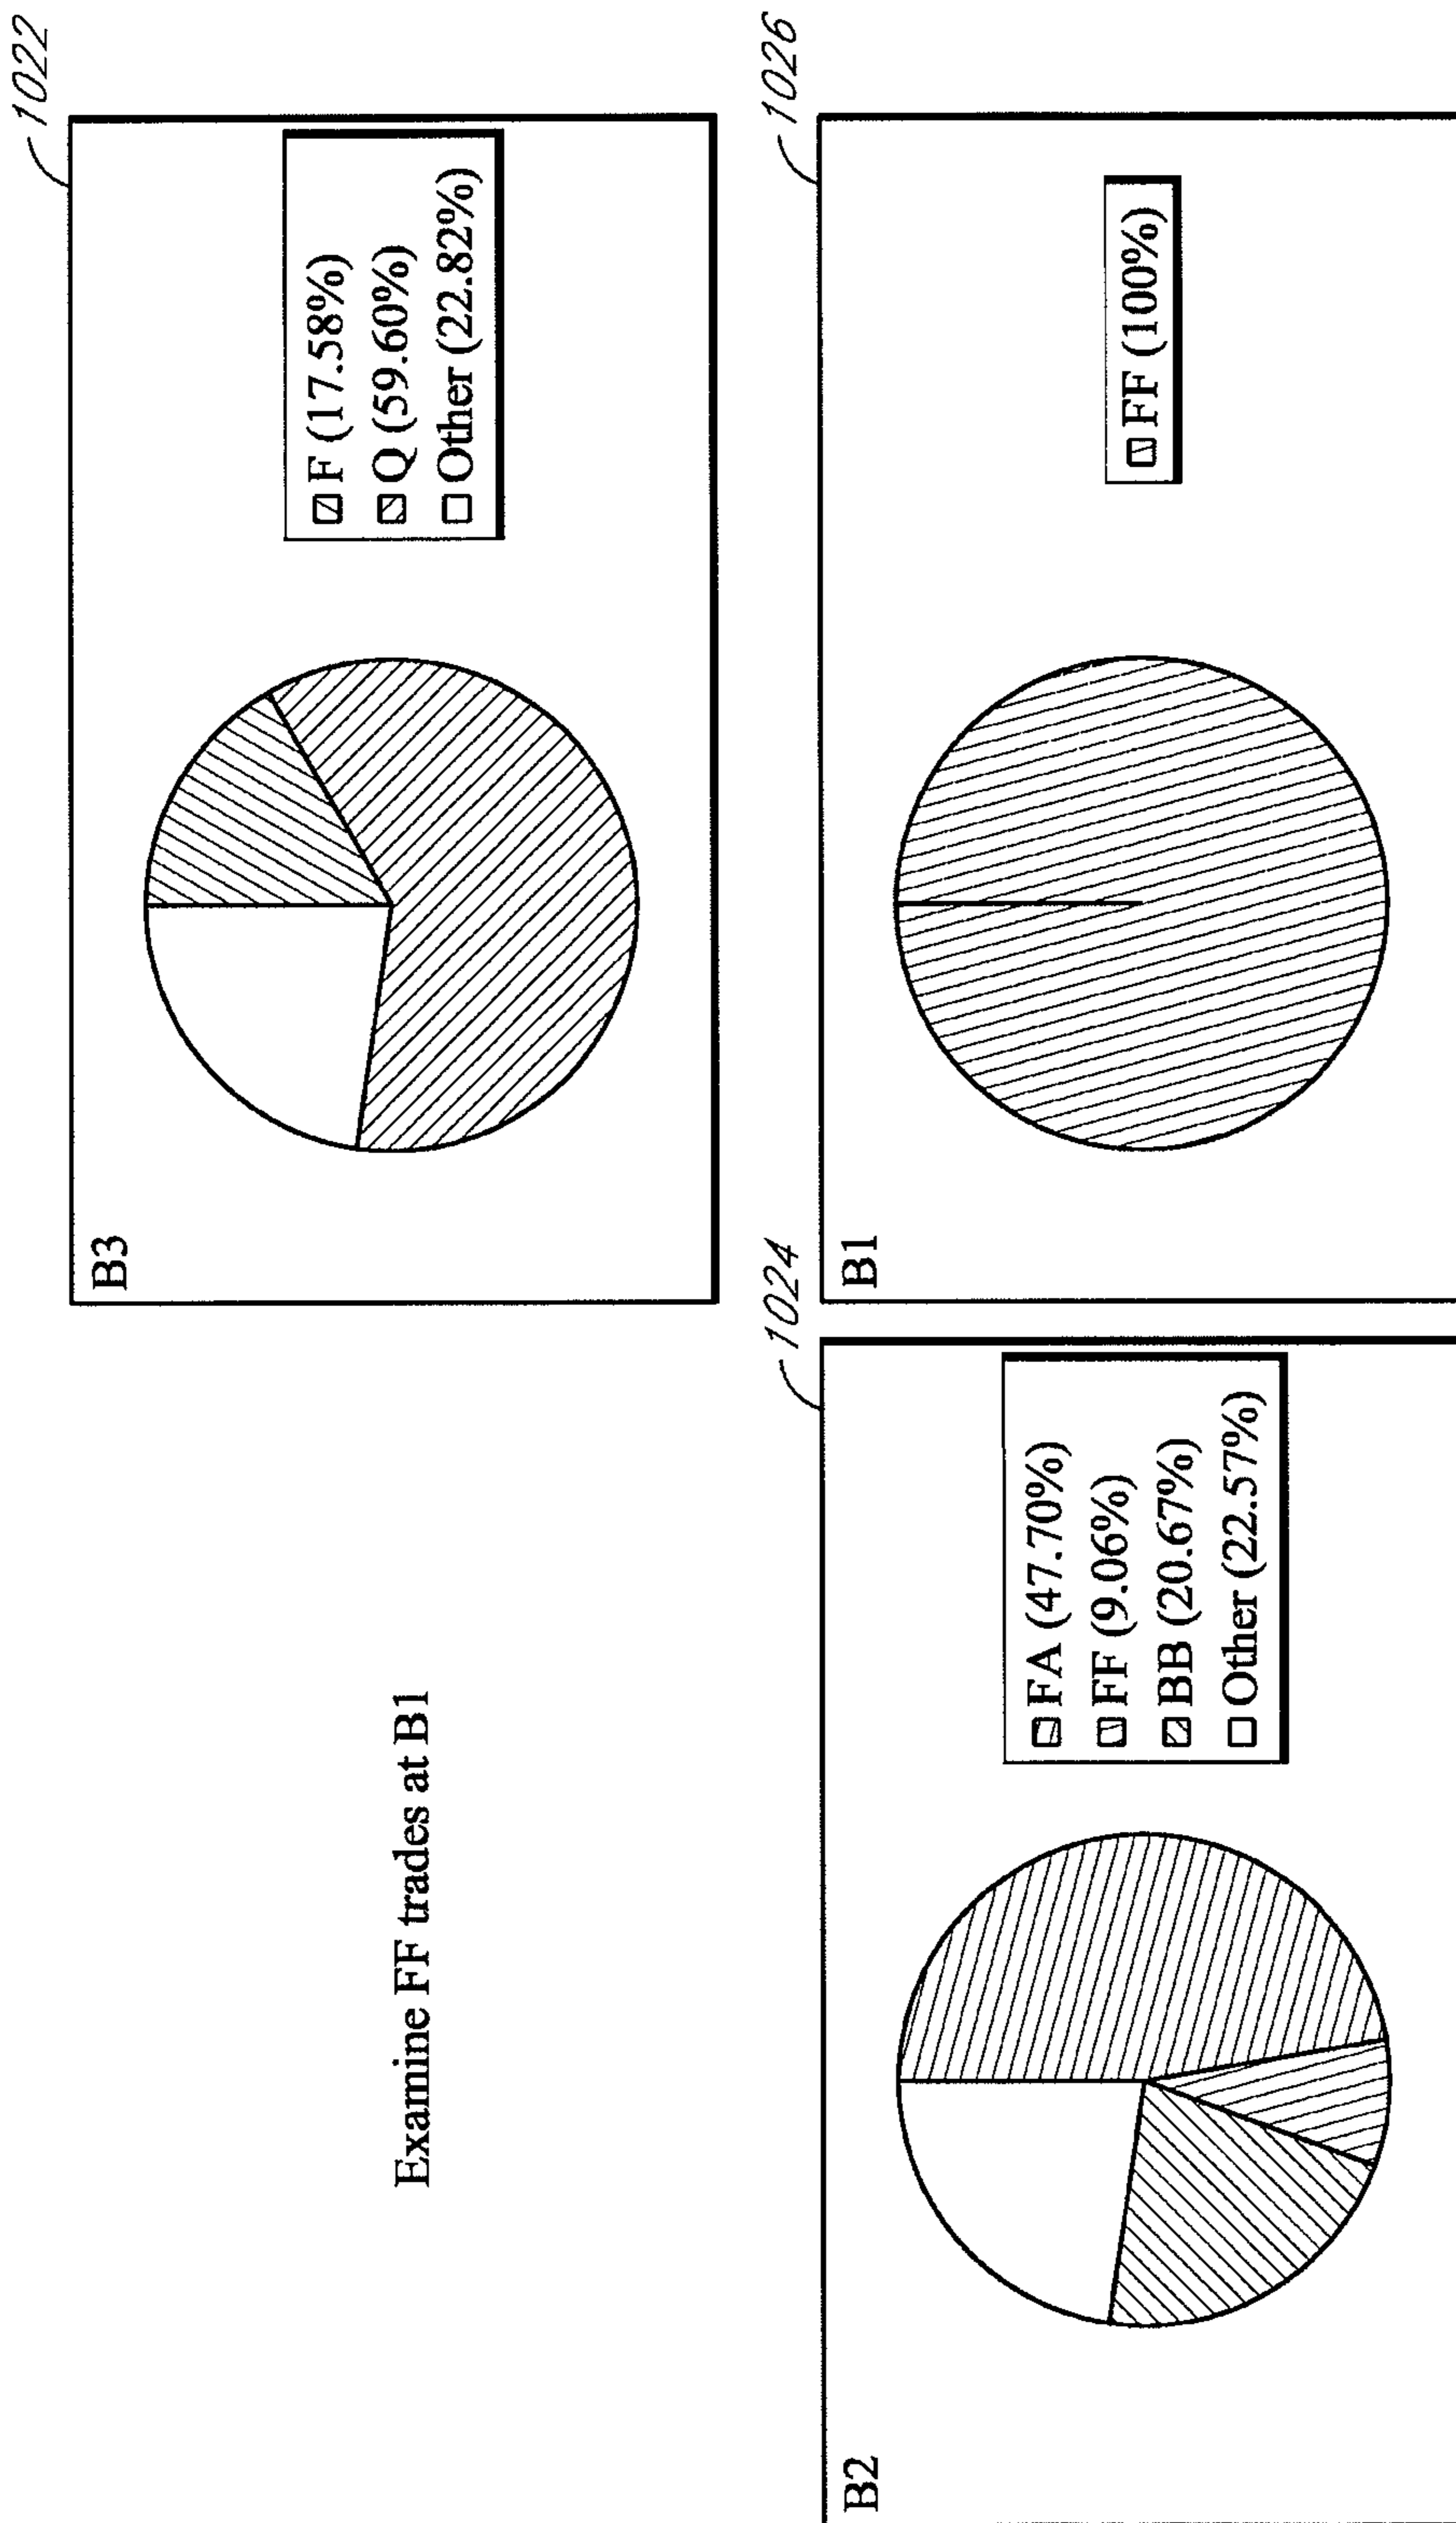 1022
B3
F (17.58%)
Q (59.60%)
Other (22.82%)
Examine FF trades at B1
1024
B2
FA (47.70%)
FF (9.06%)
BB (20.67%)
Other (22.57%)
1026
B1
FF (100%)